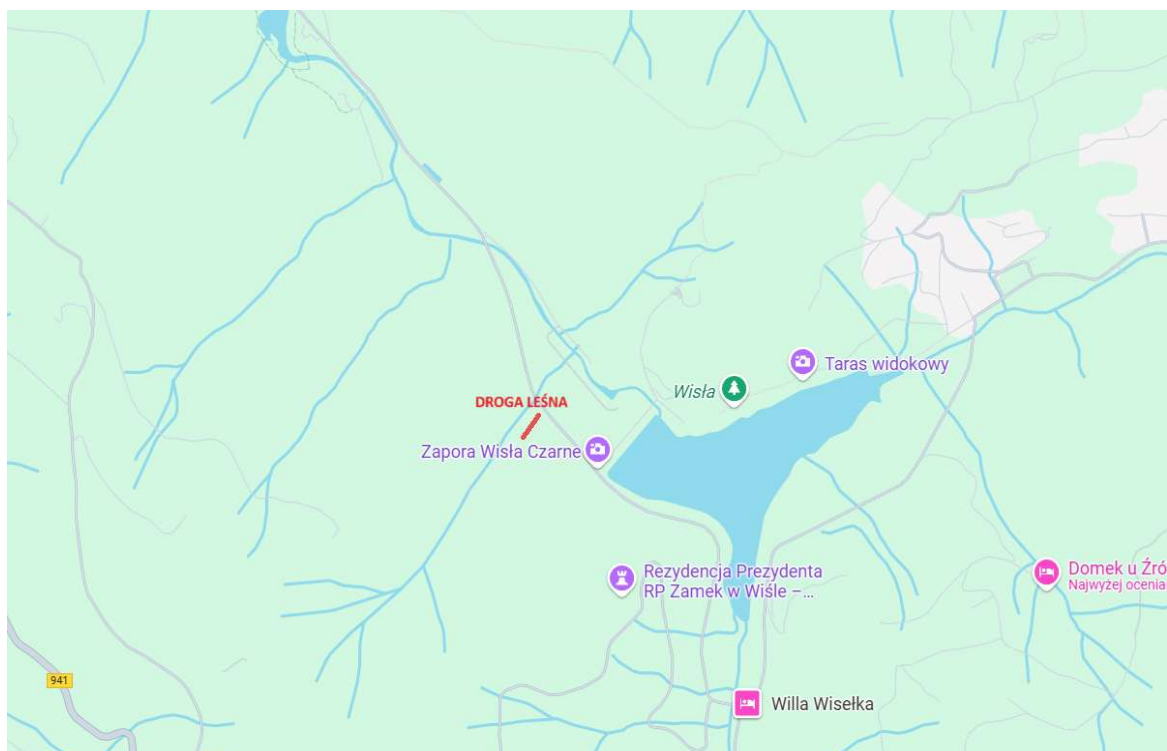 Taras widokowy
Wisła
DROGA LEŚNA
Zapora Wisła Czarne
Rezydencja Prezydenta
RP Zamek w Wiśle –...
Domek u Źró
Najwyżej ocenia
941
Willa Wisełka